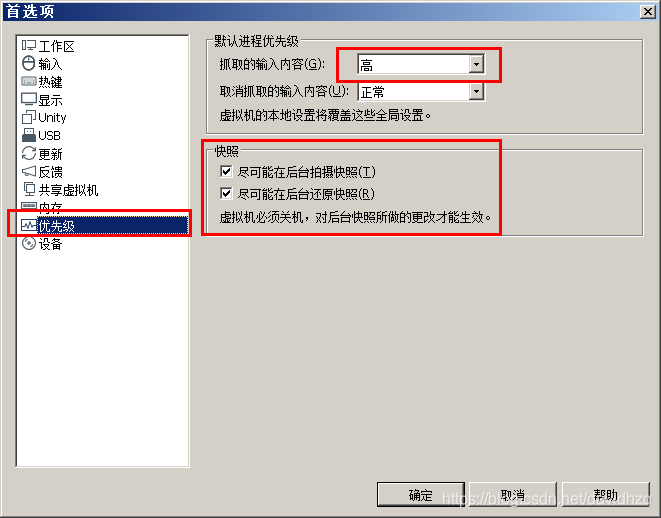 首选项
工作区
输入
热键
显示
Unity
USB
更新
反馈
共享虚拟机
内存
优先级
设备
默认进程优先级
抓取的输入内容(G):
高
取消抓取的输入内容(U):
正常
虚拟机的本地设置将覆盖这些全局设置。
快照
尽可能在后台拍摄快照(T)
尽可能在后台还原快照(R)
虚拟机必须关机，对后台快照所做的更改才能生效。
确定
取消
帮助